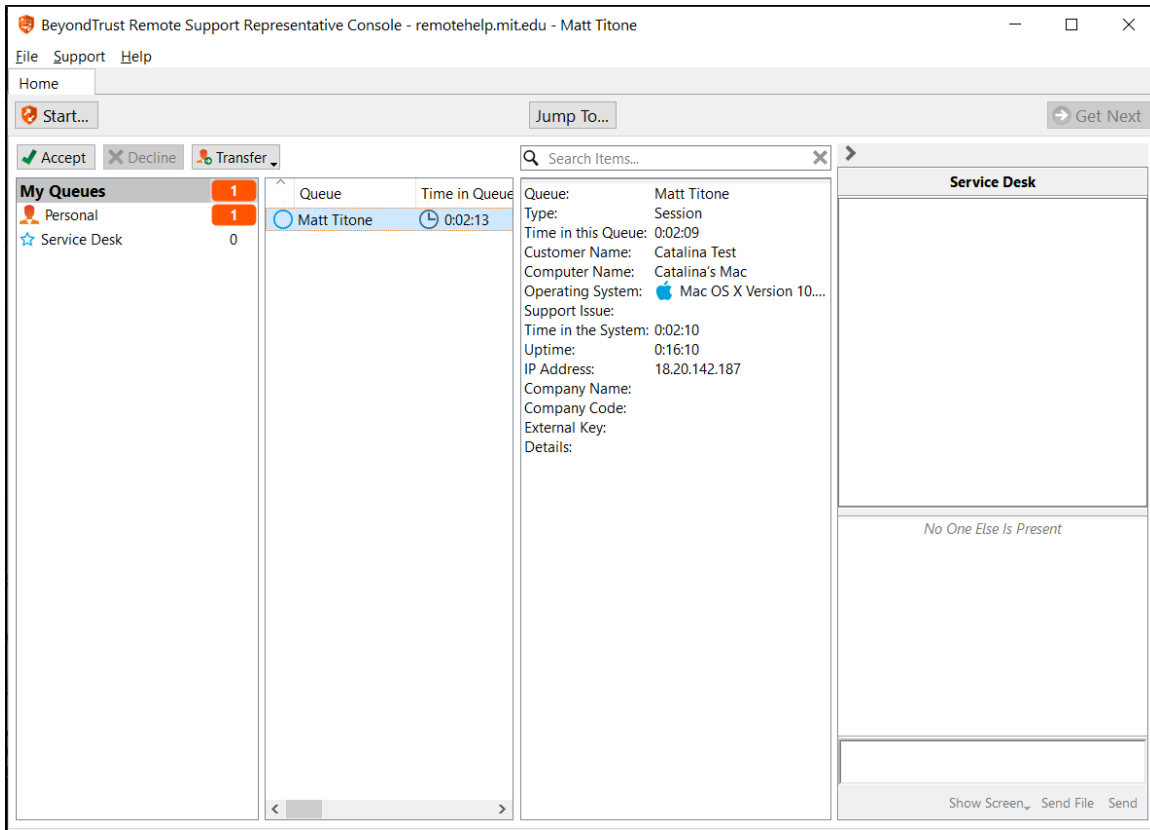 BeyondTrust Remote Support Representative Console - remotehelp.mit.edu - Matt Titone
File Support Help
Home
Start... Jump To... Get Next
Accept Decline Transfer
Search Items...
My Queues 1
Personal 1
Service Desk 0
Queue Time in Queue
Matt Titone 0:02:13
Queue: Matt Titone
Type: Session
Time in this Queue: 0:02:09
Customer Name: Catalina Test
Computer Name: Catalina's Mac
Operating System: Mac OS X Version 10....
Support Issue:
Time in the System: 0:02:10
Uptime: 0:16:10
IP Address: 18.20.142.187
Company Name:
Company Code:
External Key:
Details:
Service Desk
No One Else Is Present
Show Screen Send File Send